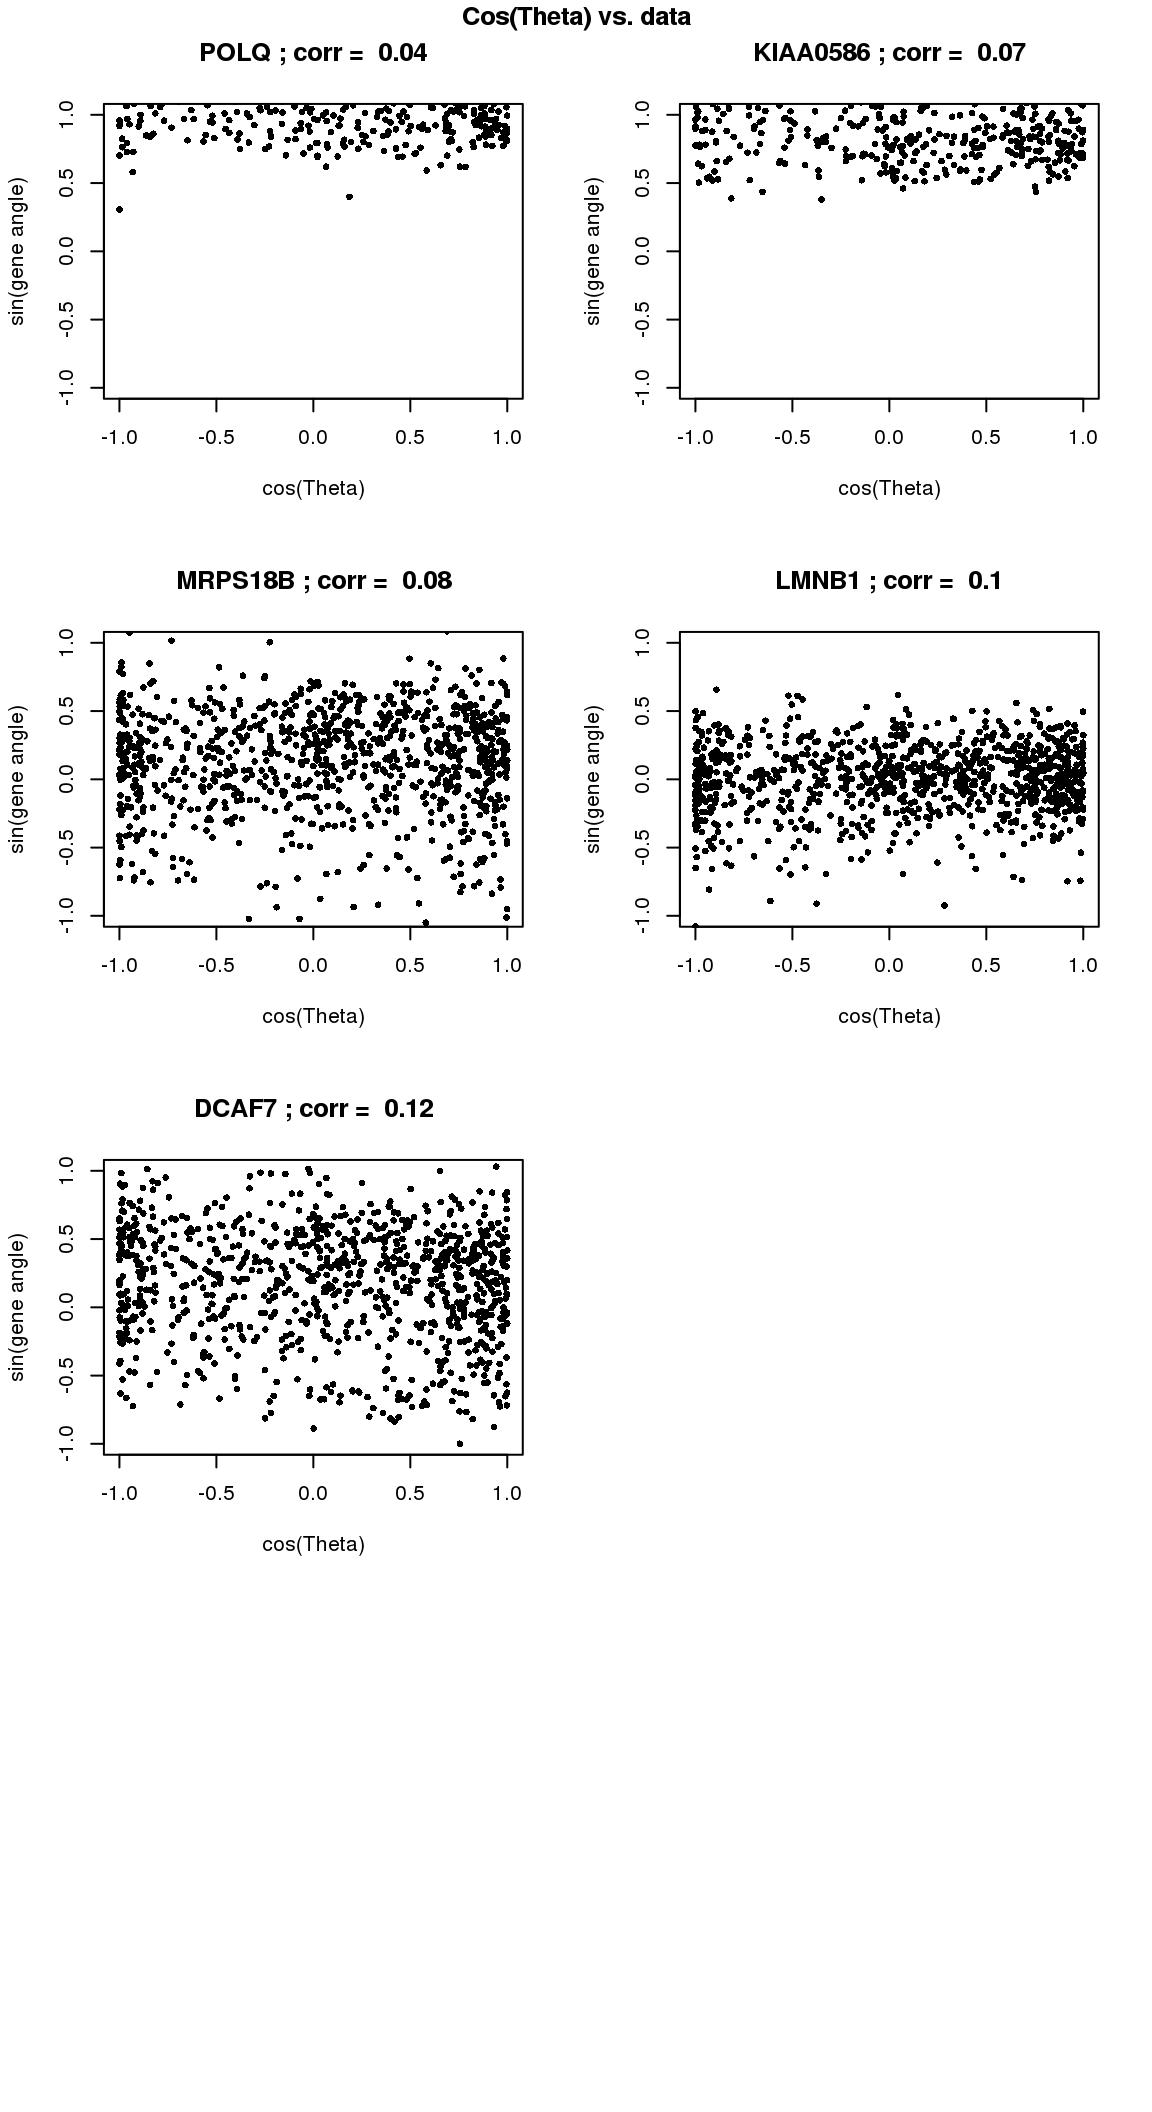 Cos(Theta) vs. data
POLQ ; corr = 0.04
sin(gene angle)
1.0
0.5
0.0
-0.5
-1.0
-1.0 -0.5 0.0 0.5 1.0
cos(Theta)
KIAA0586 ; corr = 0.07
sin(gene angle)
1.0
0.5
0.0
-0.5
-1.0
-1.0 -0.5 0.0 0.5 1.0
cos(Theta)
MRPS18B ; corr = 0.08
sin(gene angle)
1.0
0.5
0.0
-0.5
-1.0
-1.0 -0.5 0.0 0.5 1.0
cos(Theta)
LMNB1 ; corr = 0.1
sin(gene angle)
1.0
0.5
0.0
-0.5
-1.0
-1.0 -0.5 0.0 0.5 1.0
cos(Theta)
DCAF7 ; corr = 0.12
sin(gene angle)
1.0
0.5
0.0
-0.5
-1.0
-1.0 -0.5 0.0 0.5 1.0
cos(Theta)